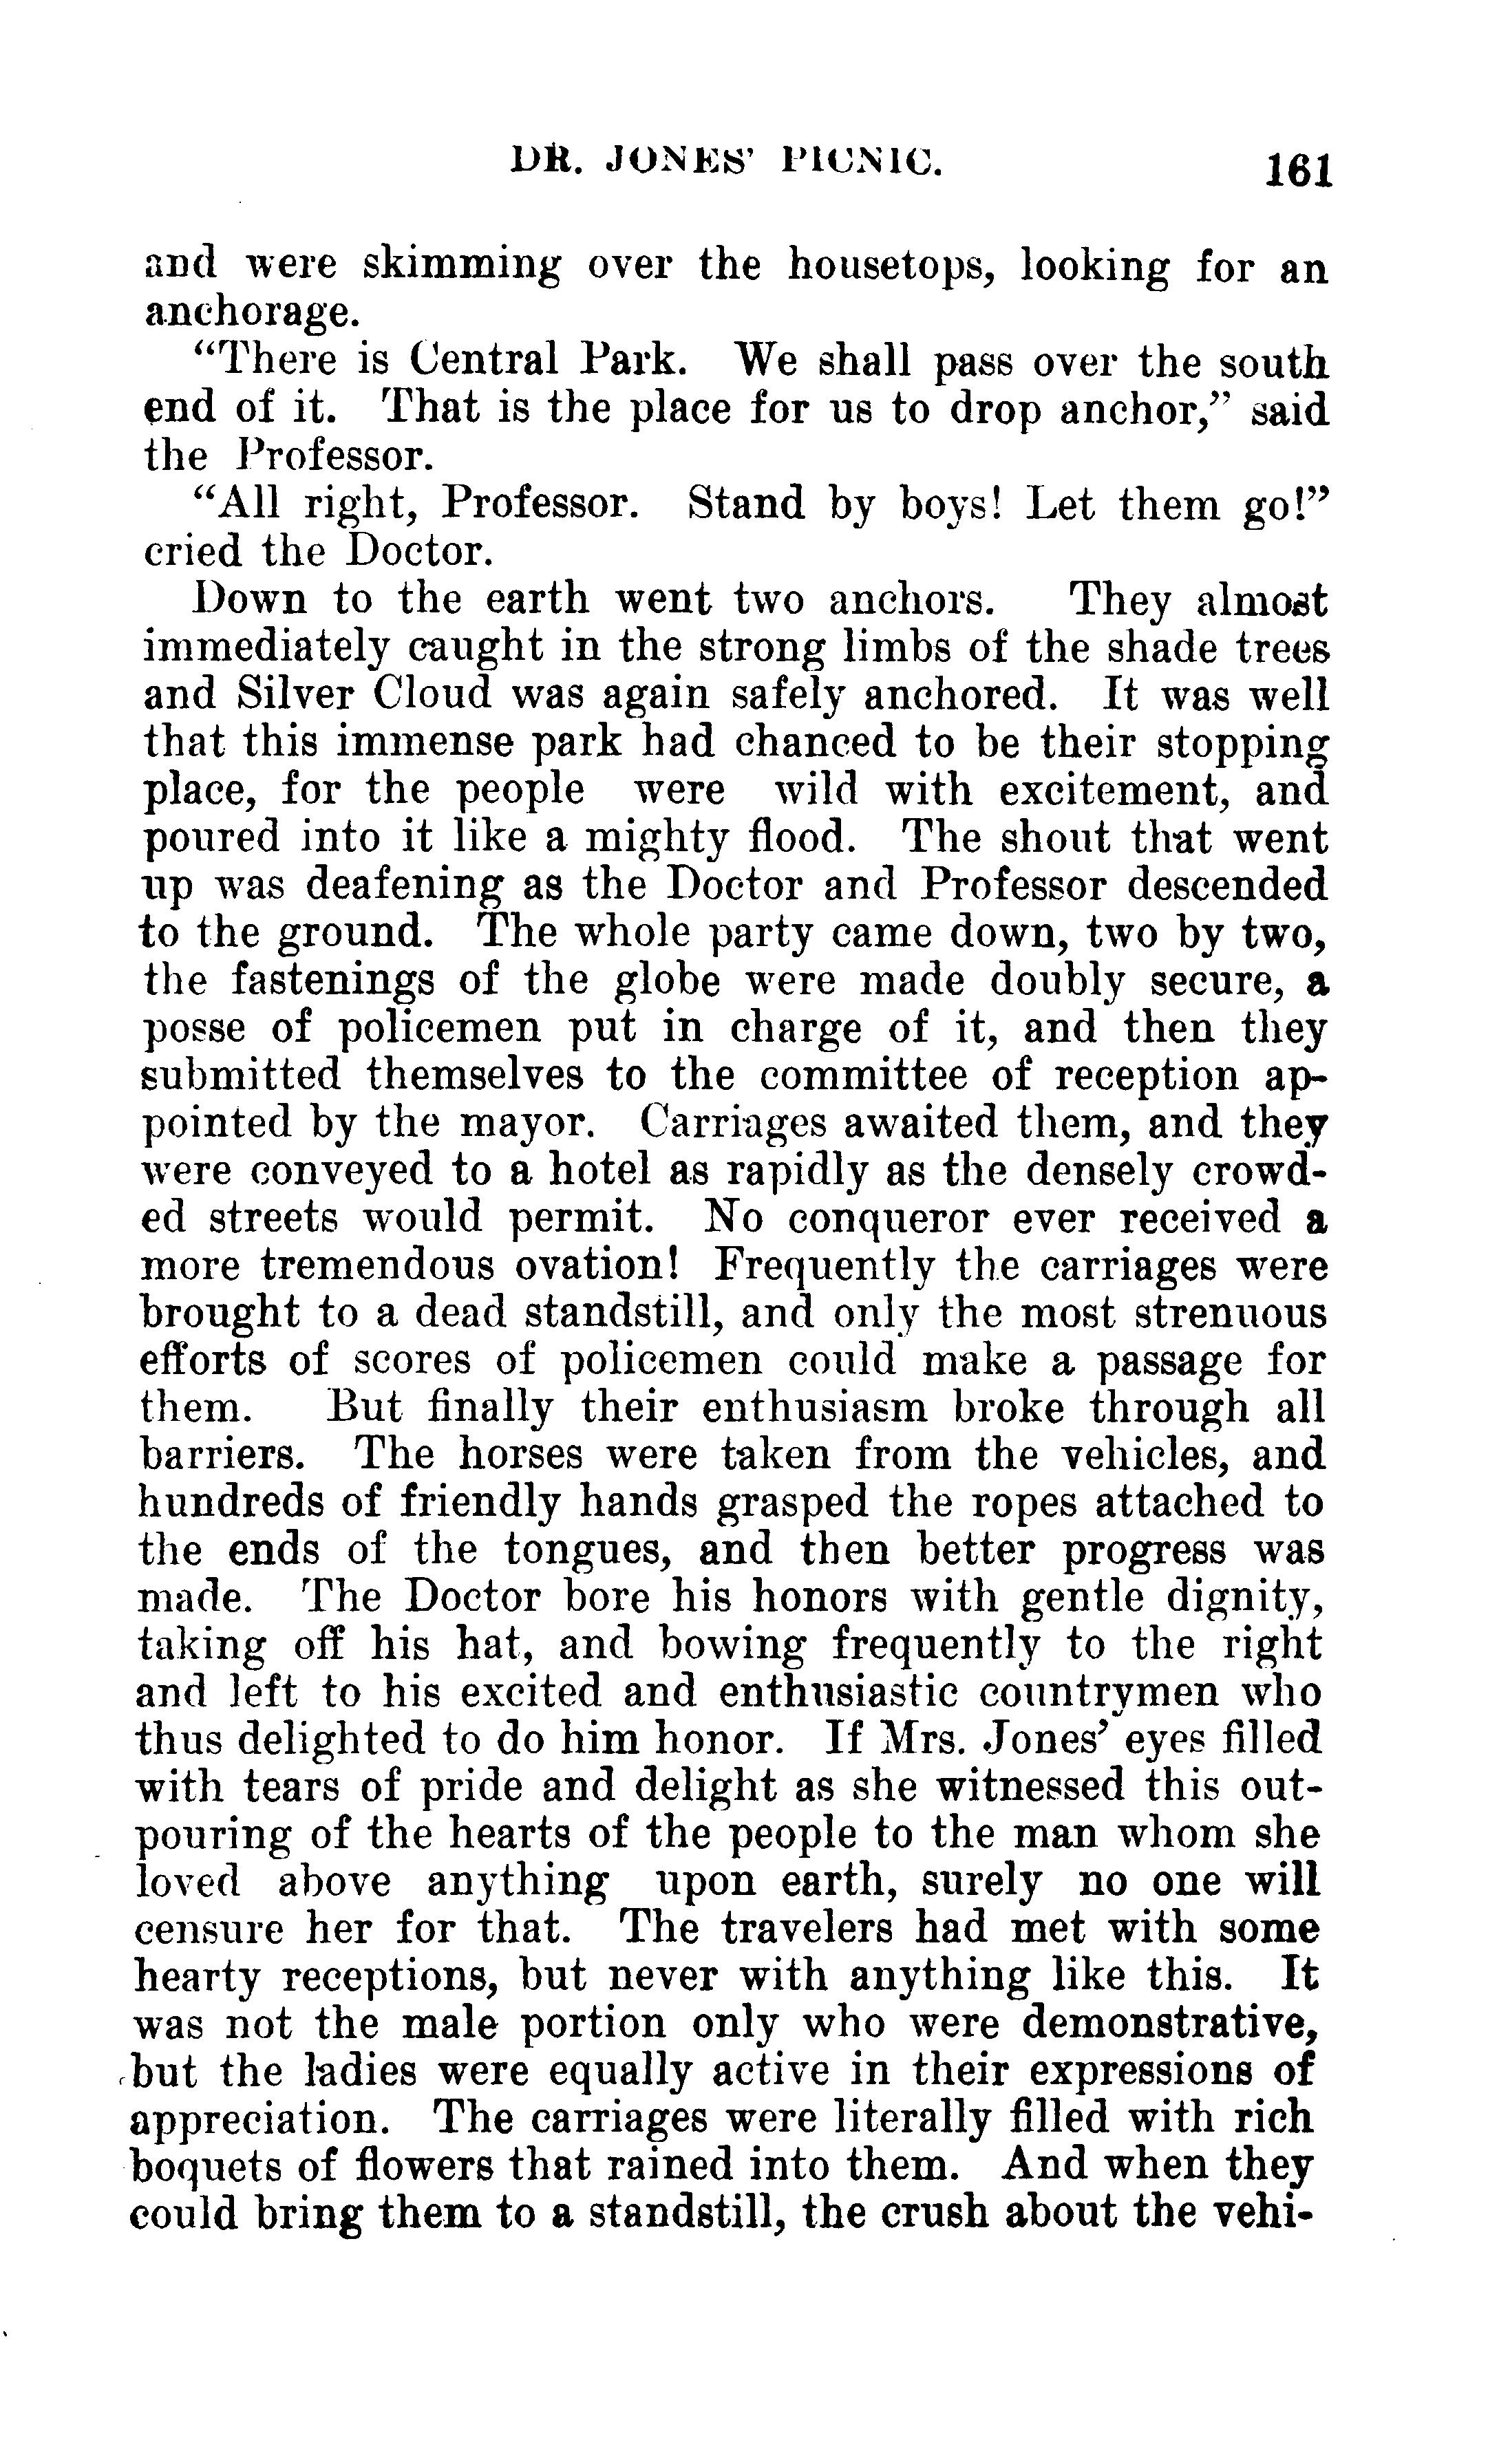 DR. JONES' PICNIC. 161
and were skimming over the housetops, looking for an
anchorage.
“There is Central Park. We shall pass over the south
end of it. That is the place for us to drop anchor,” said
the Professor.
“All right, Professor. Stand by boys! Let them go!”
cried the Doctor.
Down to the earth went two anchors. They almost
immediately caught in the strong limbs of the shade trees
and Silver Cloud was again safely anchored. It was well
that this immense park had chanced to be their stopping
place, for the people were wild with excitement, and
poured into it like a mighty flood. The shout that went
up was deafening as the Doctor and Professor descended
to the ground. The whole party came down, two by two,
the fastenings of the globe were made doubly secure, a
posse of policemen put in charge of it, and then they
submitted themselves to the committee of reception ap-
pointed by the mayor. Carriages awaited them, and they
were conveyed to a hotel as rapidly as the densely crowd-
ed streets would permit. No conqueror ever received a
more tremendous ovation! Frequently the carriages were
brought to a dead standstill, and only the most strenuous
efforts of scores of policemen could make a passage for
them. But finally their enthusiasm broke through all
barriers. The horses were taken from the vehicles, and
hundreds of friendly hands grasped the ropes attached to
the ends of the tongues, and then better progress was
made. The Doctor bore his honors with gentle dignity,
taking off his hat, and bowing frequently to the right
and left to his excited and enthusiastic countrymen who
thus delighted to do him honor. If Mrs. Jones’ eyes filled
with tears of pride and delight as she witnessed this out-
pouring of the hearts of the people to the man whom she
loved above anything upon earth, surely no one will
censure her for that. The travelers had met with some
hearty receptions, but never with anything like this. It
was not the male portion only who were demonstrative,
but the ladies were equally active in their expressions of
appreciation. The carriages were literally filled with rich
boquets of flowers that rained into them. And when they
could bring them to a standstill, the crush about the vehi-